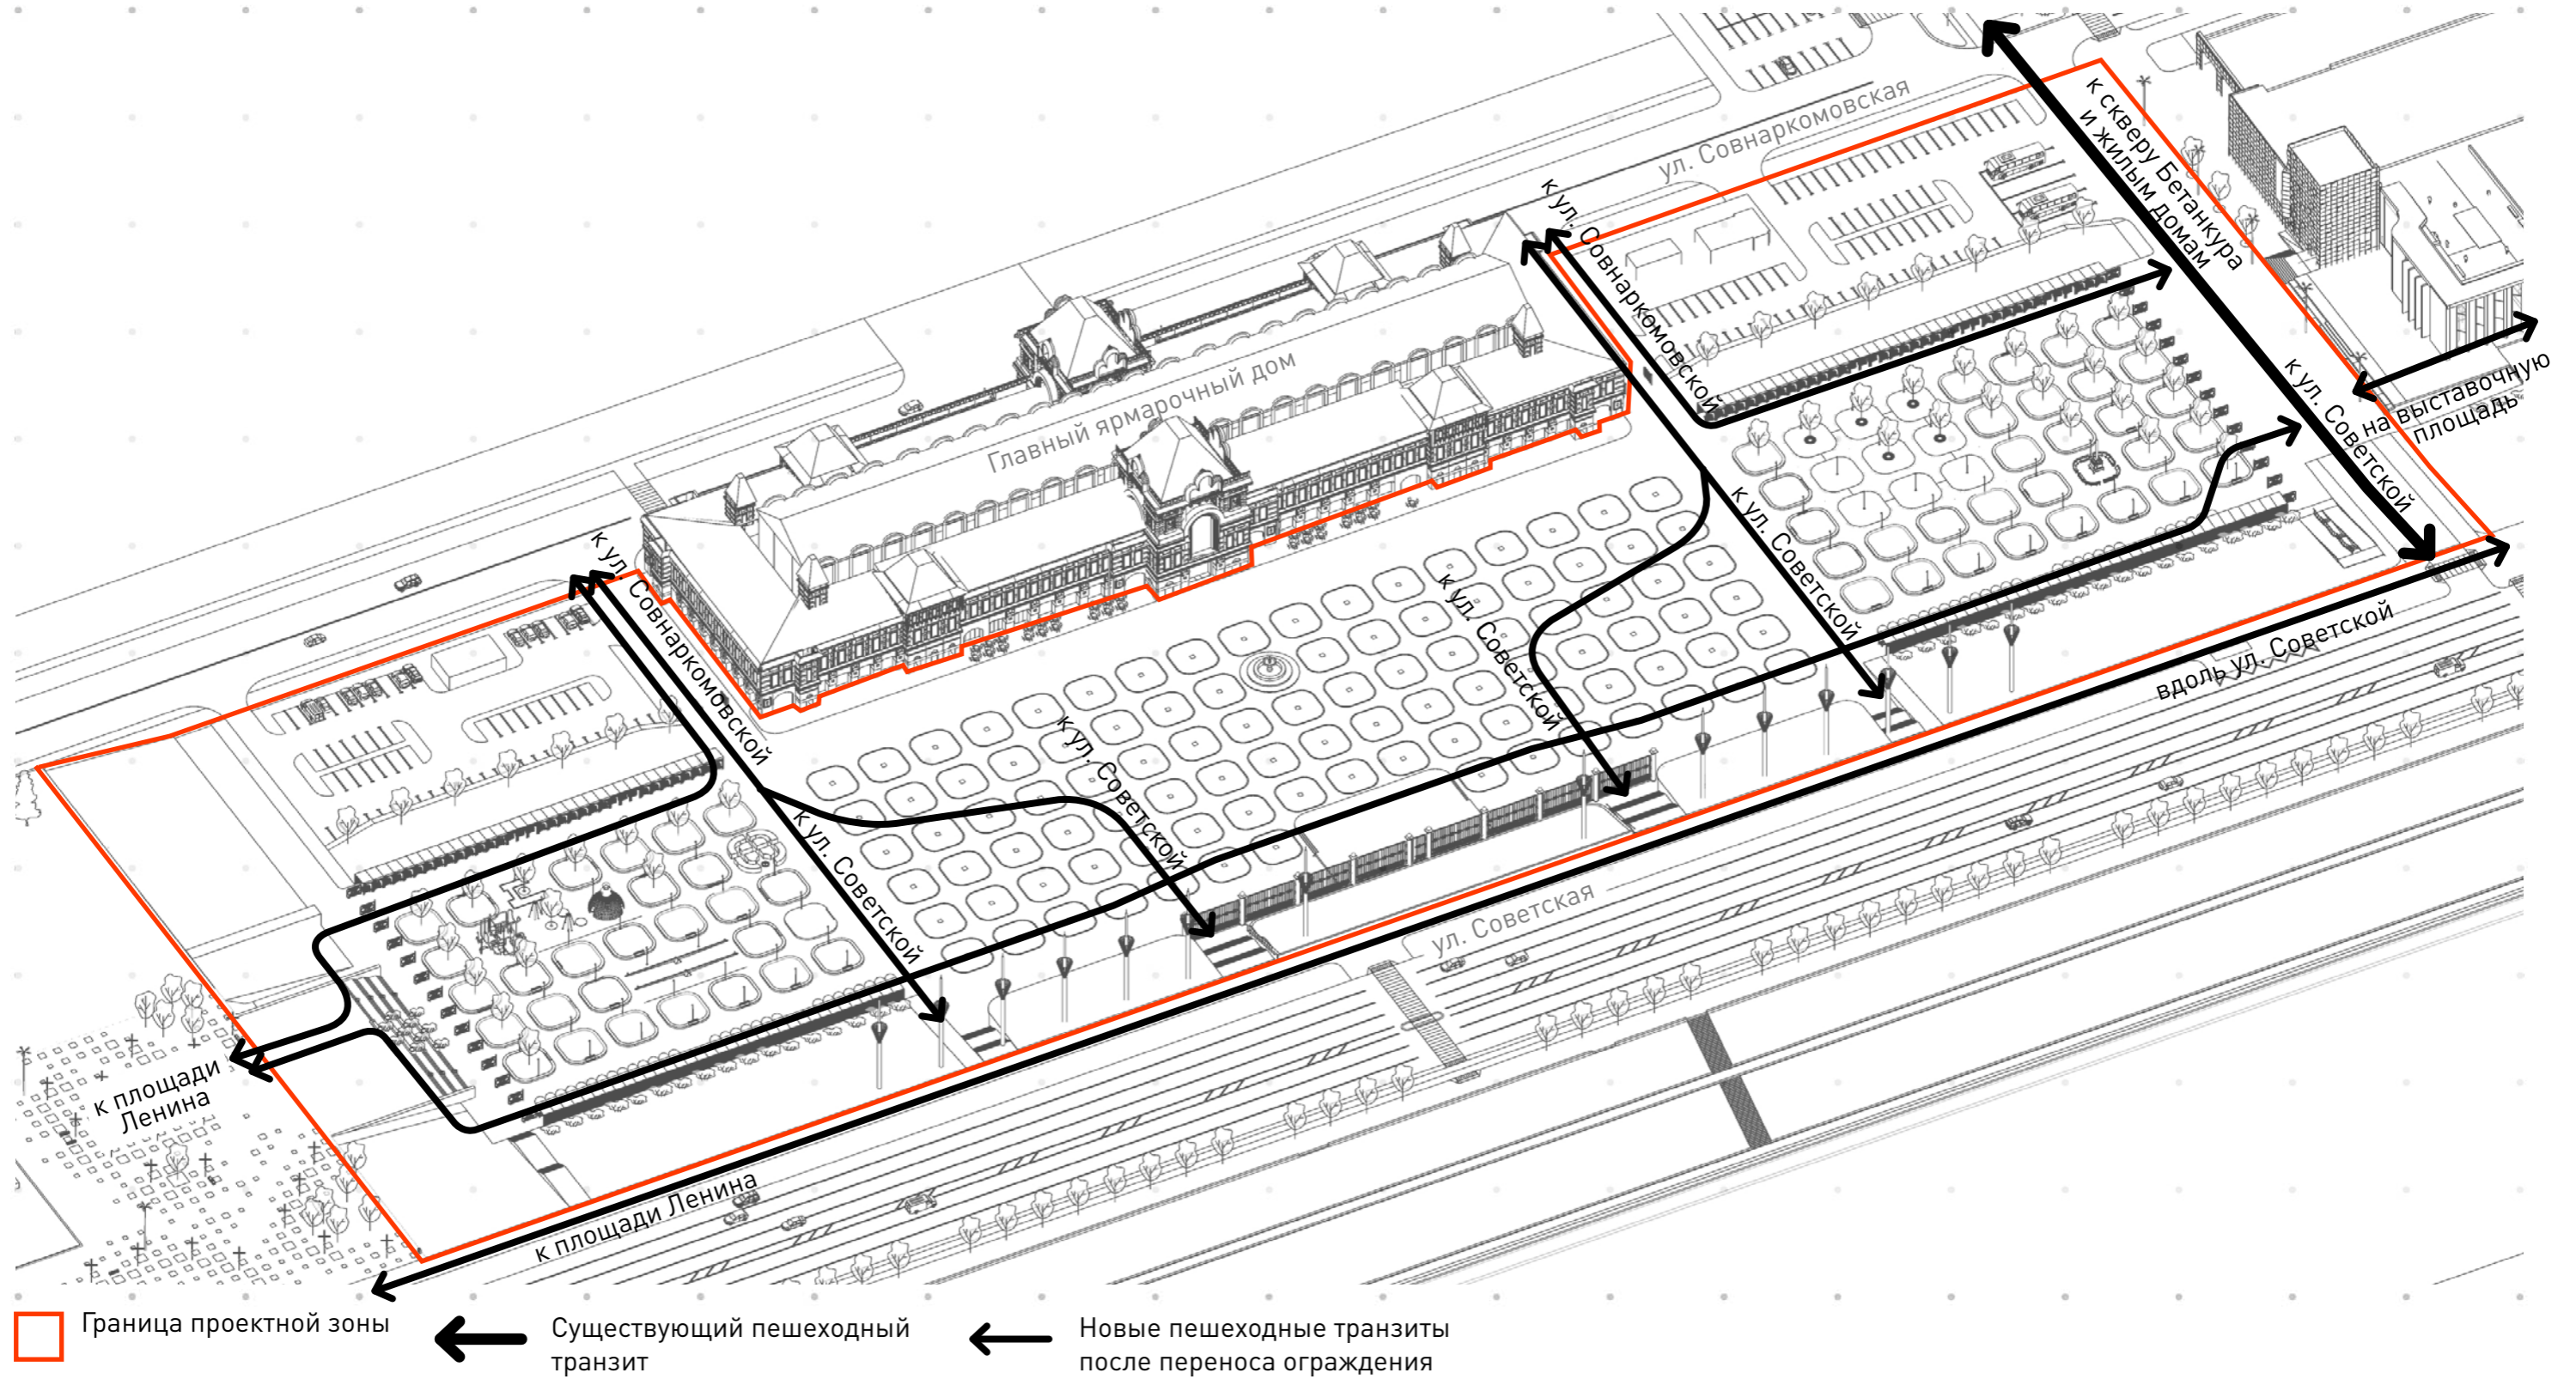 ул. Совнаркомовская
к скверу Бетанкура
и жилым домам
к ул. Совнаркомовской
Главный ярмарочный дом
к ул. Советской
на выставочную
площадь
к ул. Советской
к ул. Совнаркомовской
к ул. Советской
вдоль ул. Советской
к ул. Советской
к ул. Советской
ул. Советская
к площади
Ленина
к площади Ленина
Граница проектной зоны
Существующий пешеходный
транзит
Новые пешеходные транзиты
после переноса ограждения